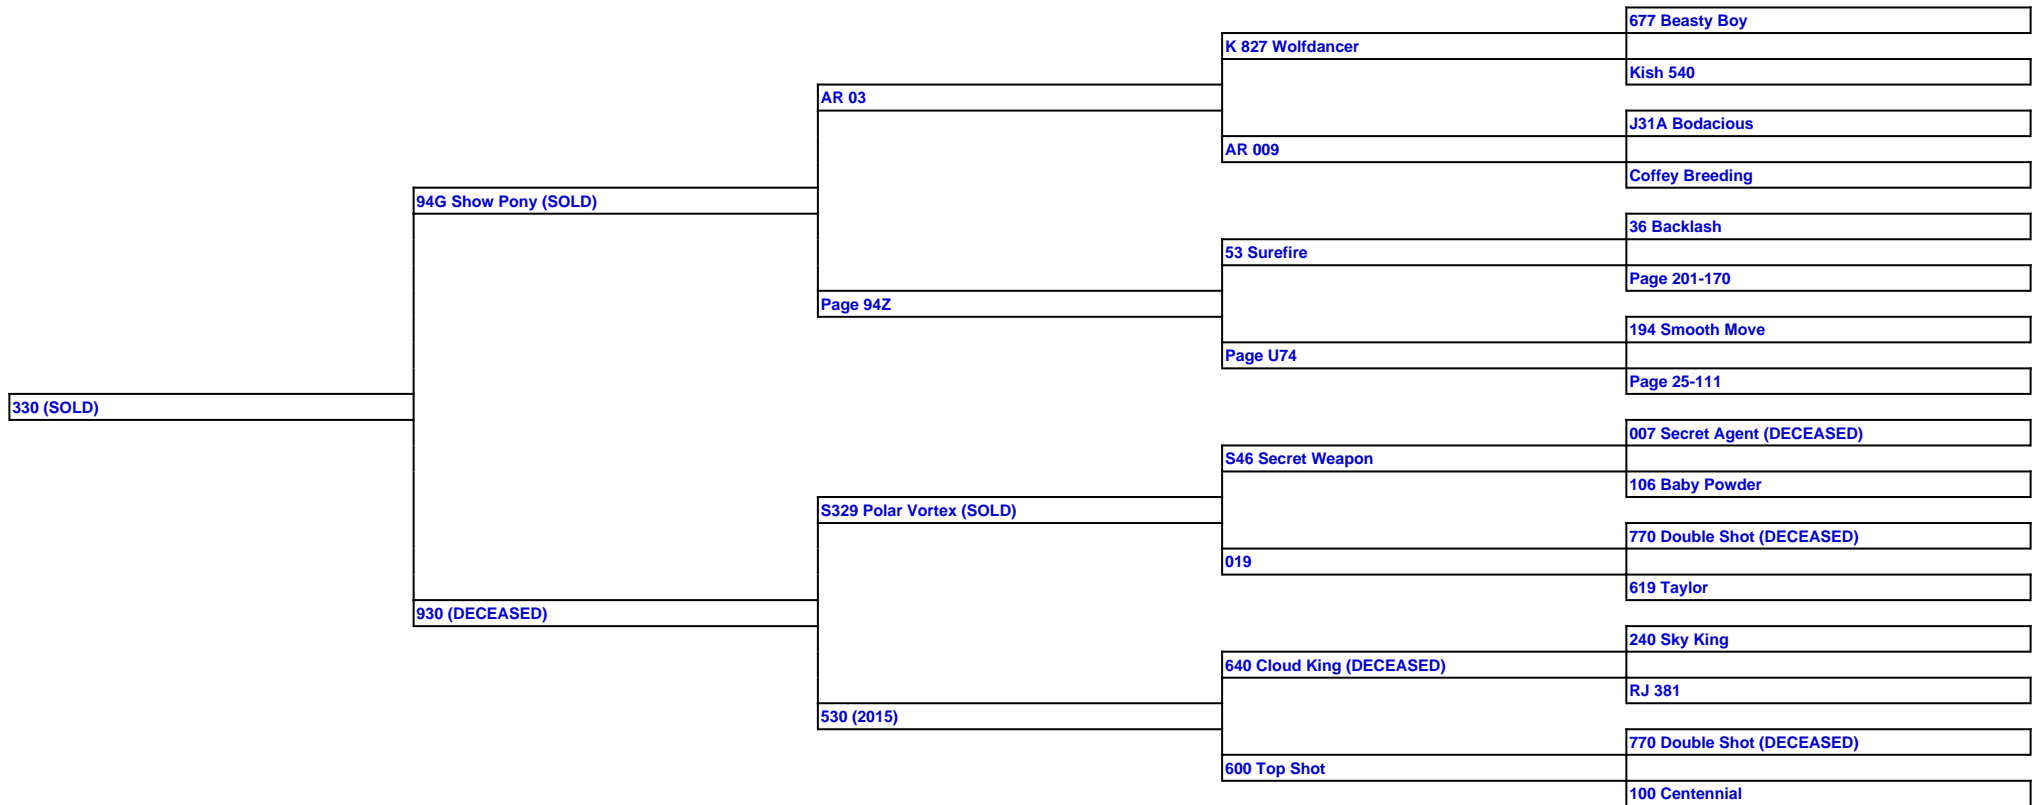 677 Beasty Boy
K 827 Wolfdancer
Kish 540
AR 03
J31A Bodacious
AR 009
Coffey Breeding
94G Show Pony (SOLD)
36 Backlash
53 Surefire
Page 201-170
Page 94Z
194 Smooth Move
Page U74
Page 25-111
330 (SOLD)
007 Secret Agent (DECEASED)
S46 Secret Weapon
106 Baby Powder
S329 Polar Vortex (SOLD)
770 Double Shot (DECEASED)
019
619 Taylor
930 (DECEASED)
240 Sky King
640 Cloud King (DECEASED)
RJ 381
530 (2015)
770 Double Shot (DECEASED)
600 Top Shot
100 Centennial